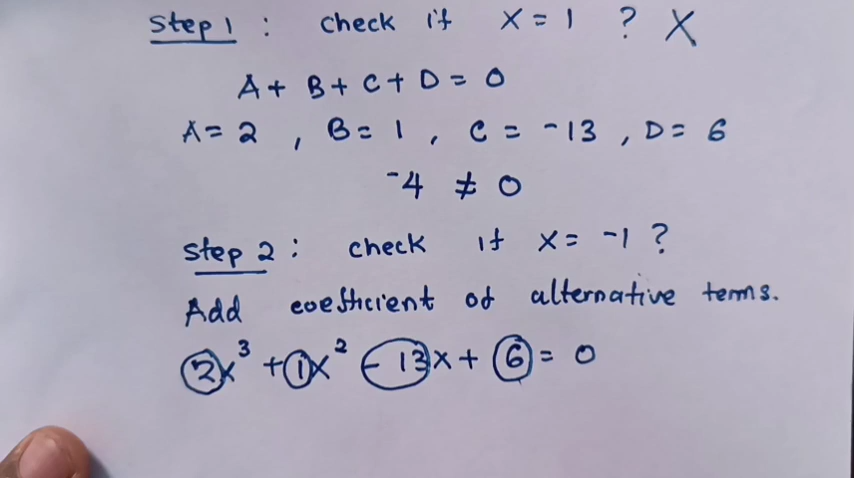 Step 1 : check if x = 1 ? X
A + B + C + D = 0
A = 2 , B = 1 , C = -13 , D = 6
-4 ≠ 0
Step 2 : check if x = -1 ?
Add coefficient of alternative terms.
2x³ + 1x² - 13x + 6 = 0